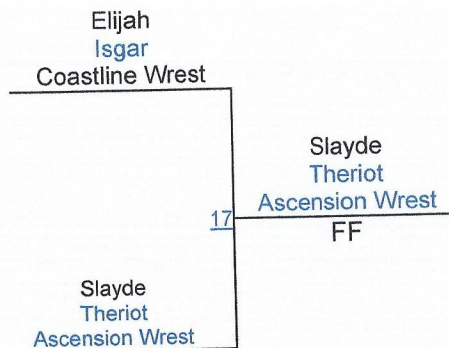 Elijah
Isgar
Coastline Wrest
Slayde
Theriot
Ascension Wrest
17
FF
Slayde
Theriot
Ascension Wrest